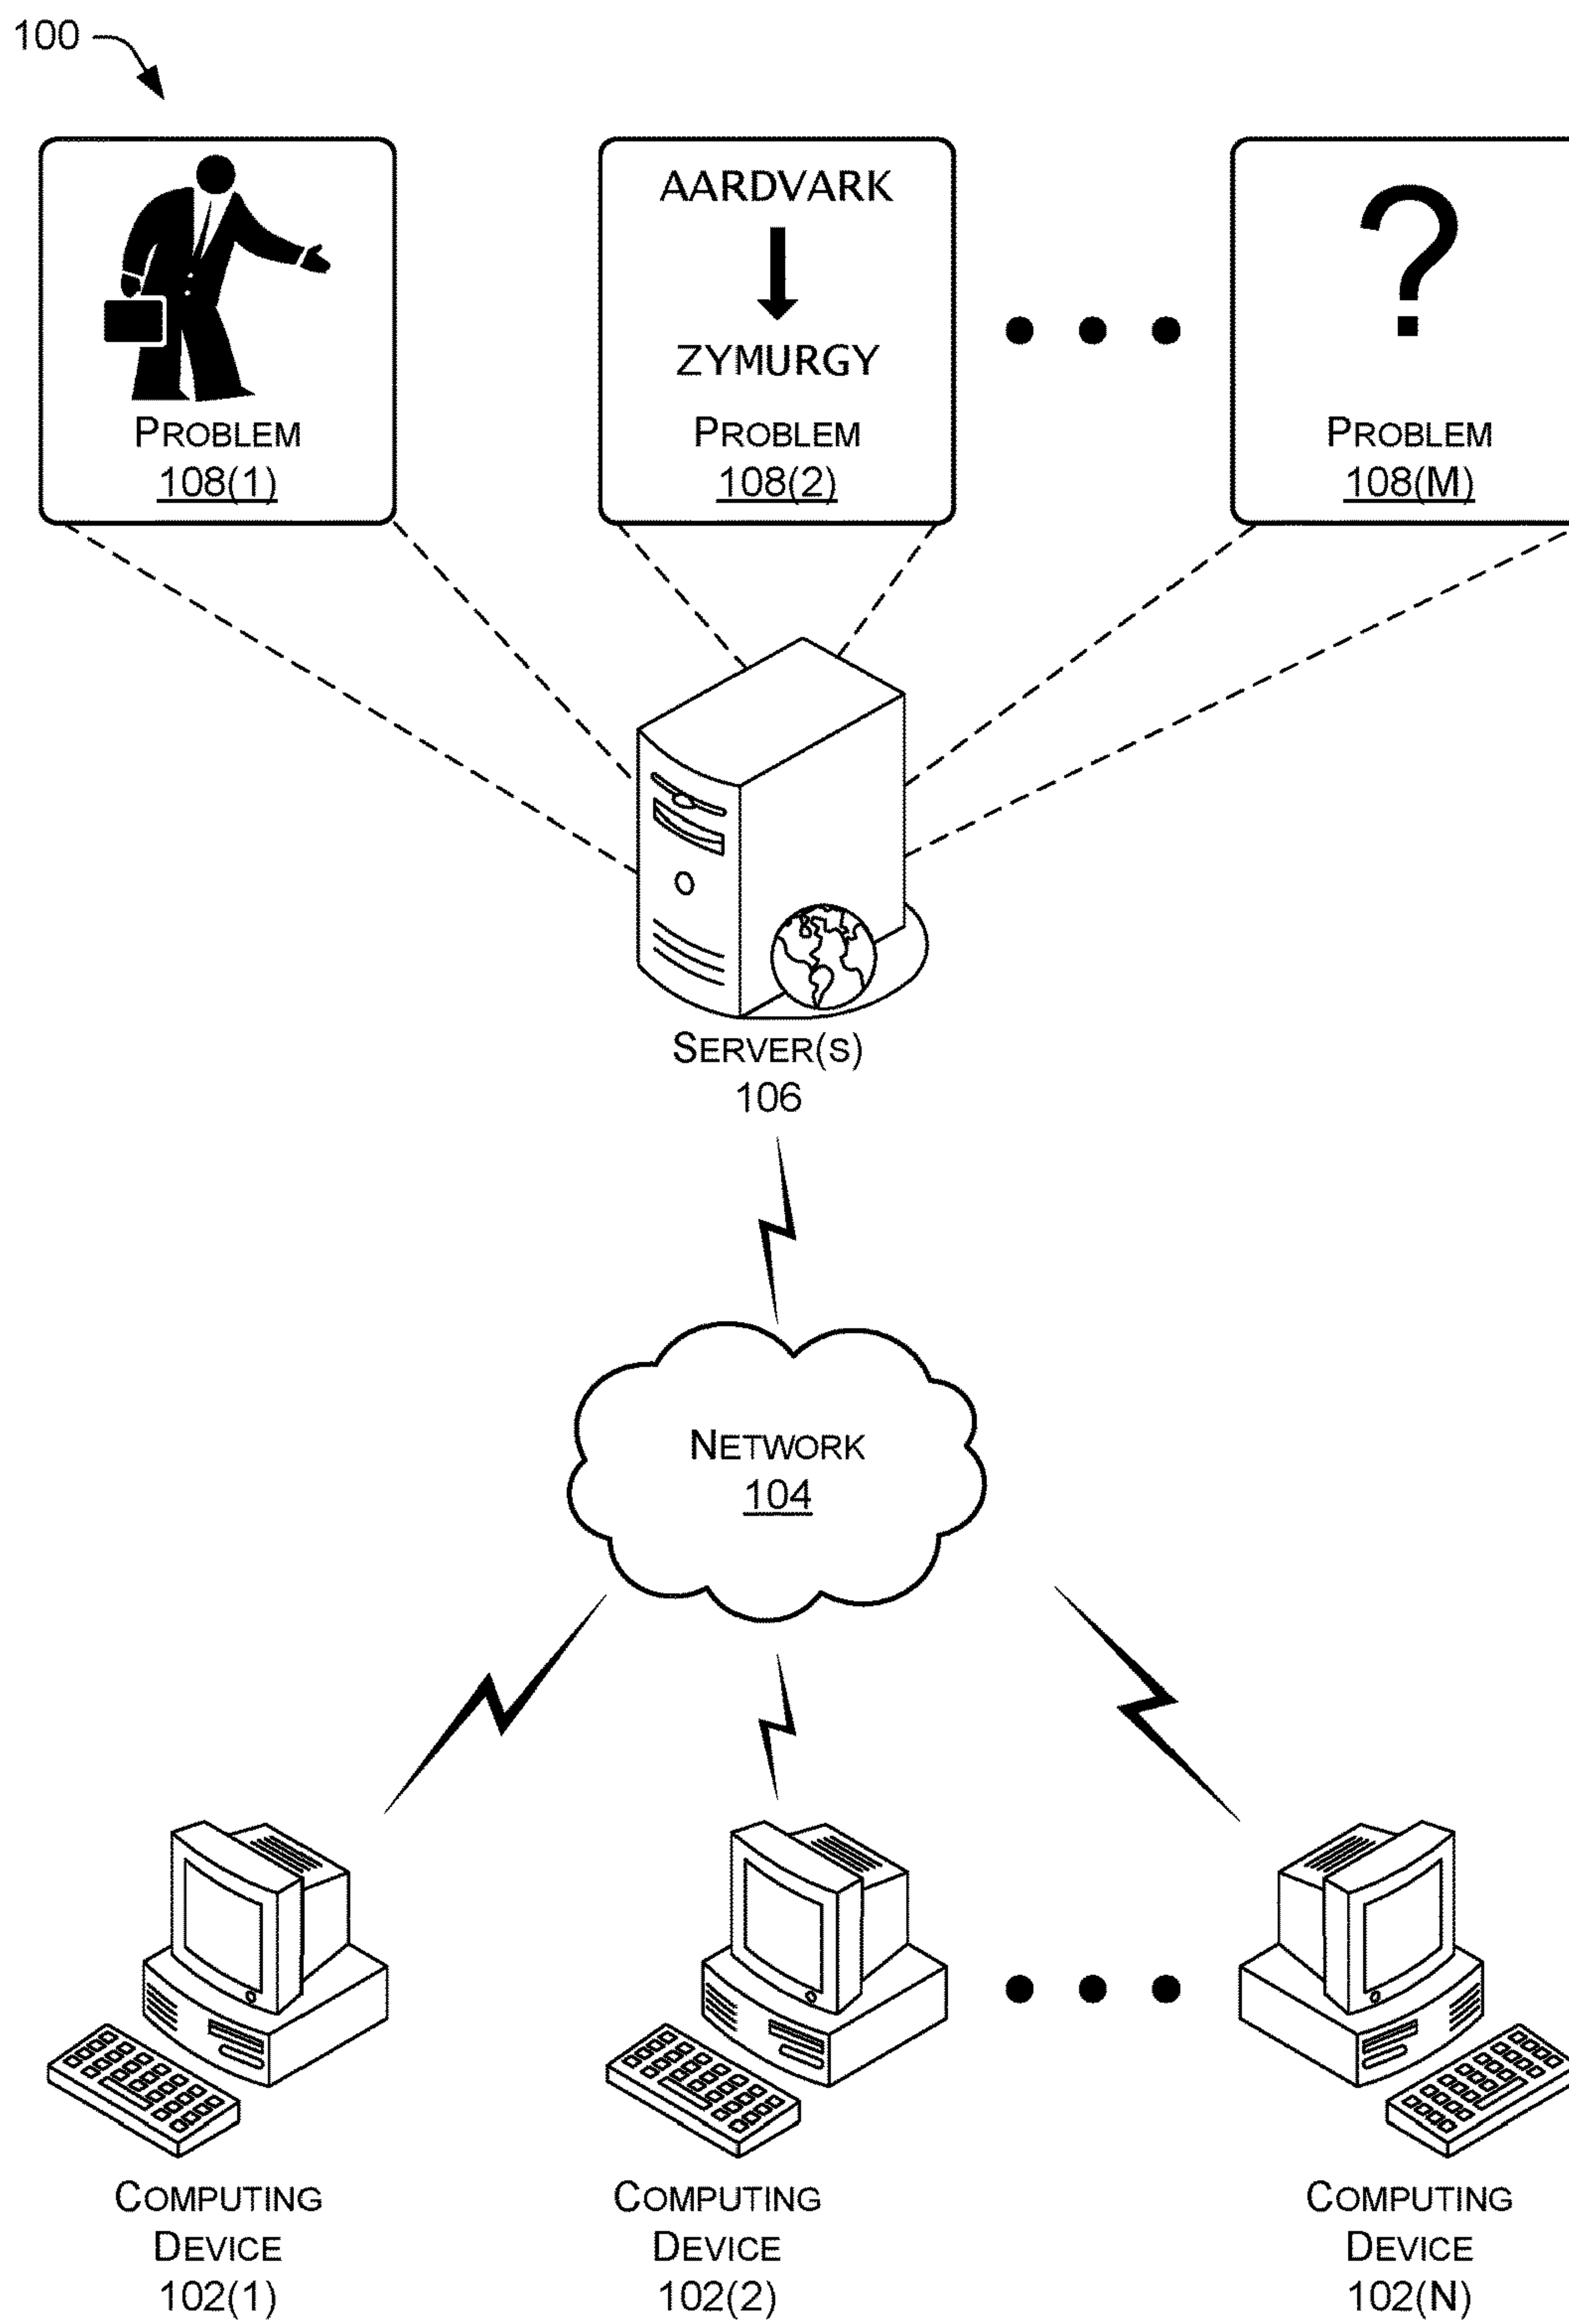 100
AARDVARK
ZYMURGY
?
PROBLEM
108(1)
PROBLEM
108(2)
PROBLEM
108(M)
SERVER(S)
106
NETWORK
104
COMPUTING
DEVICE
102(1)
COMPUTING
DEVICE
102(2)
COMPUTING
DEVICE
102(N)